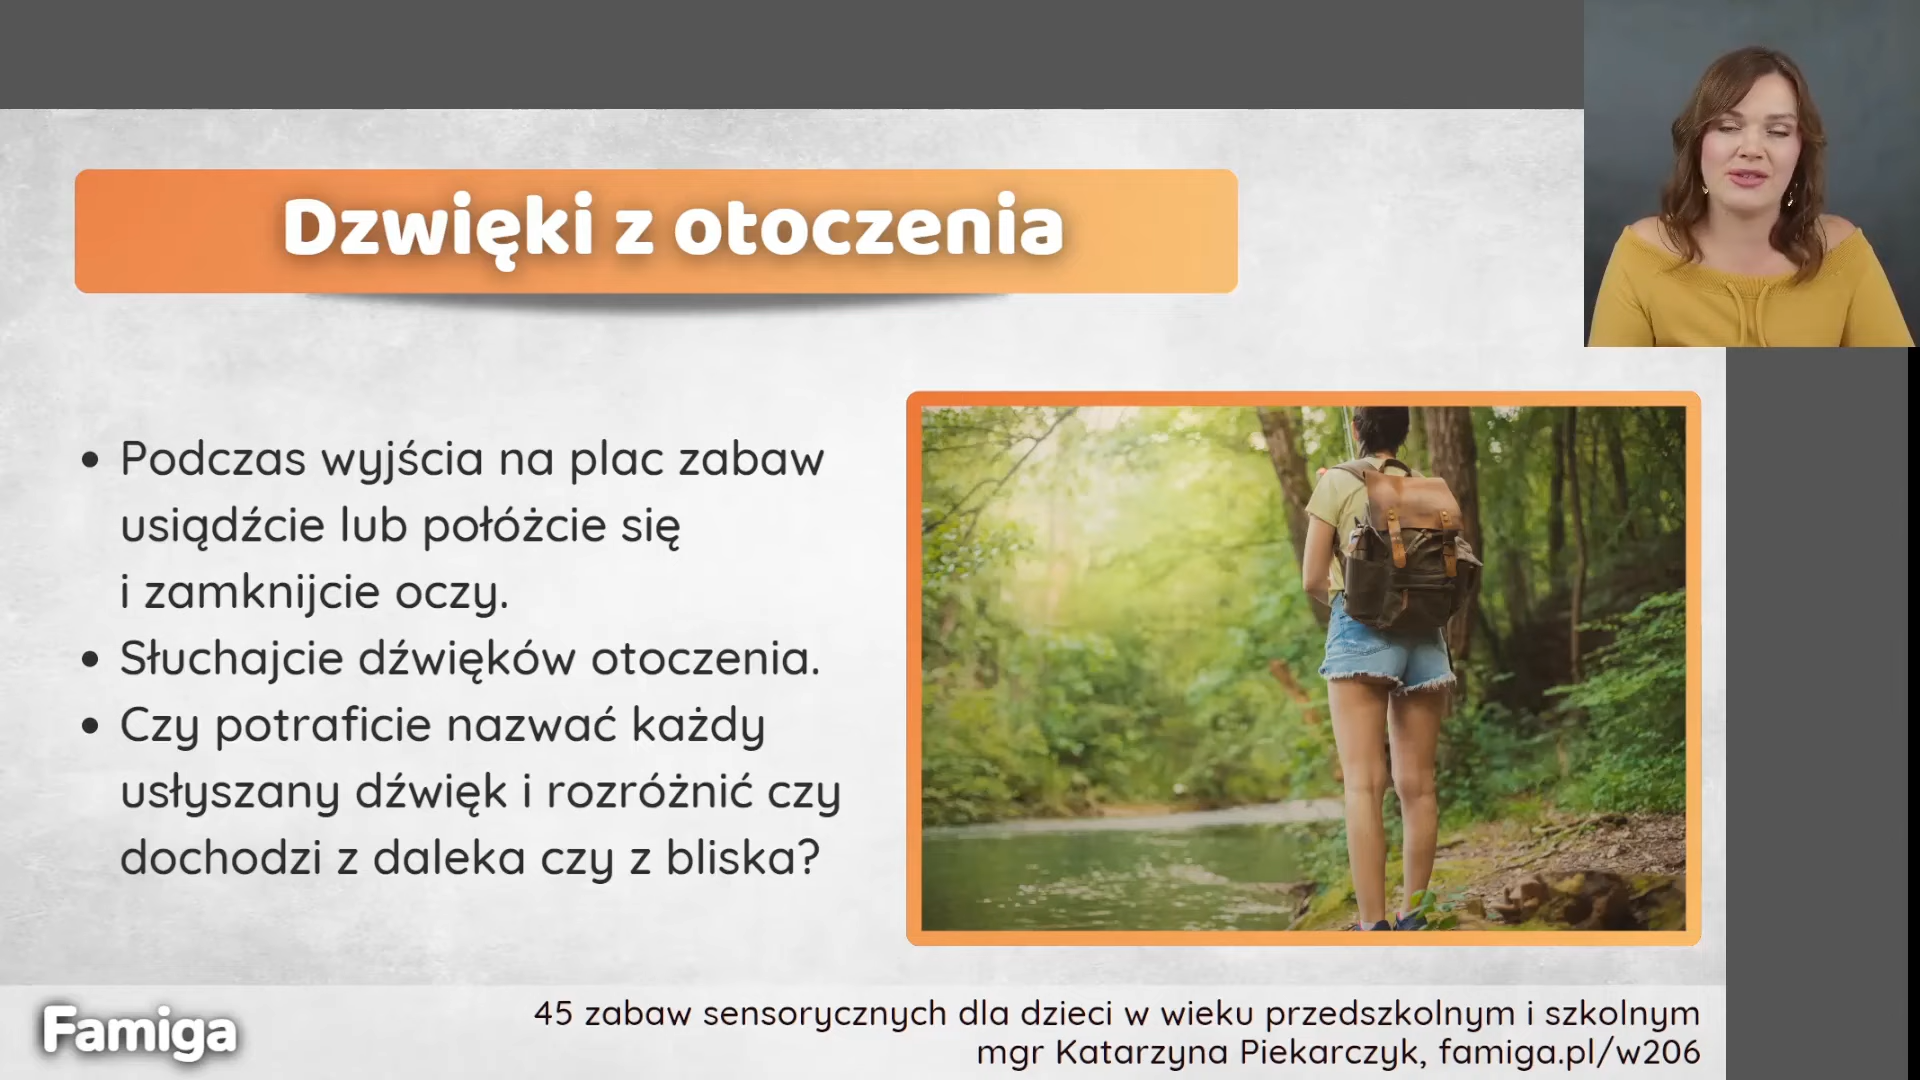 Dzwięki z otoczenia
• Podczas wyjścia na plac zabaw
usiądźcie lub połóżcie się
i zamknijcie oczy.
• Słuchajcie dźwięków otoczenia.
• Czy potraficie nazwać każdy
usłyszany dźwięk i rozróżnić czy
dochodzi z daleka czy z bliska?
Famiga
45 zabaw sensorycznych dla dzieci w wieku przedszkolnym i szkolnym
mgr Katarzyna Piekarczyk, famiga.pl/w206